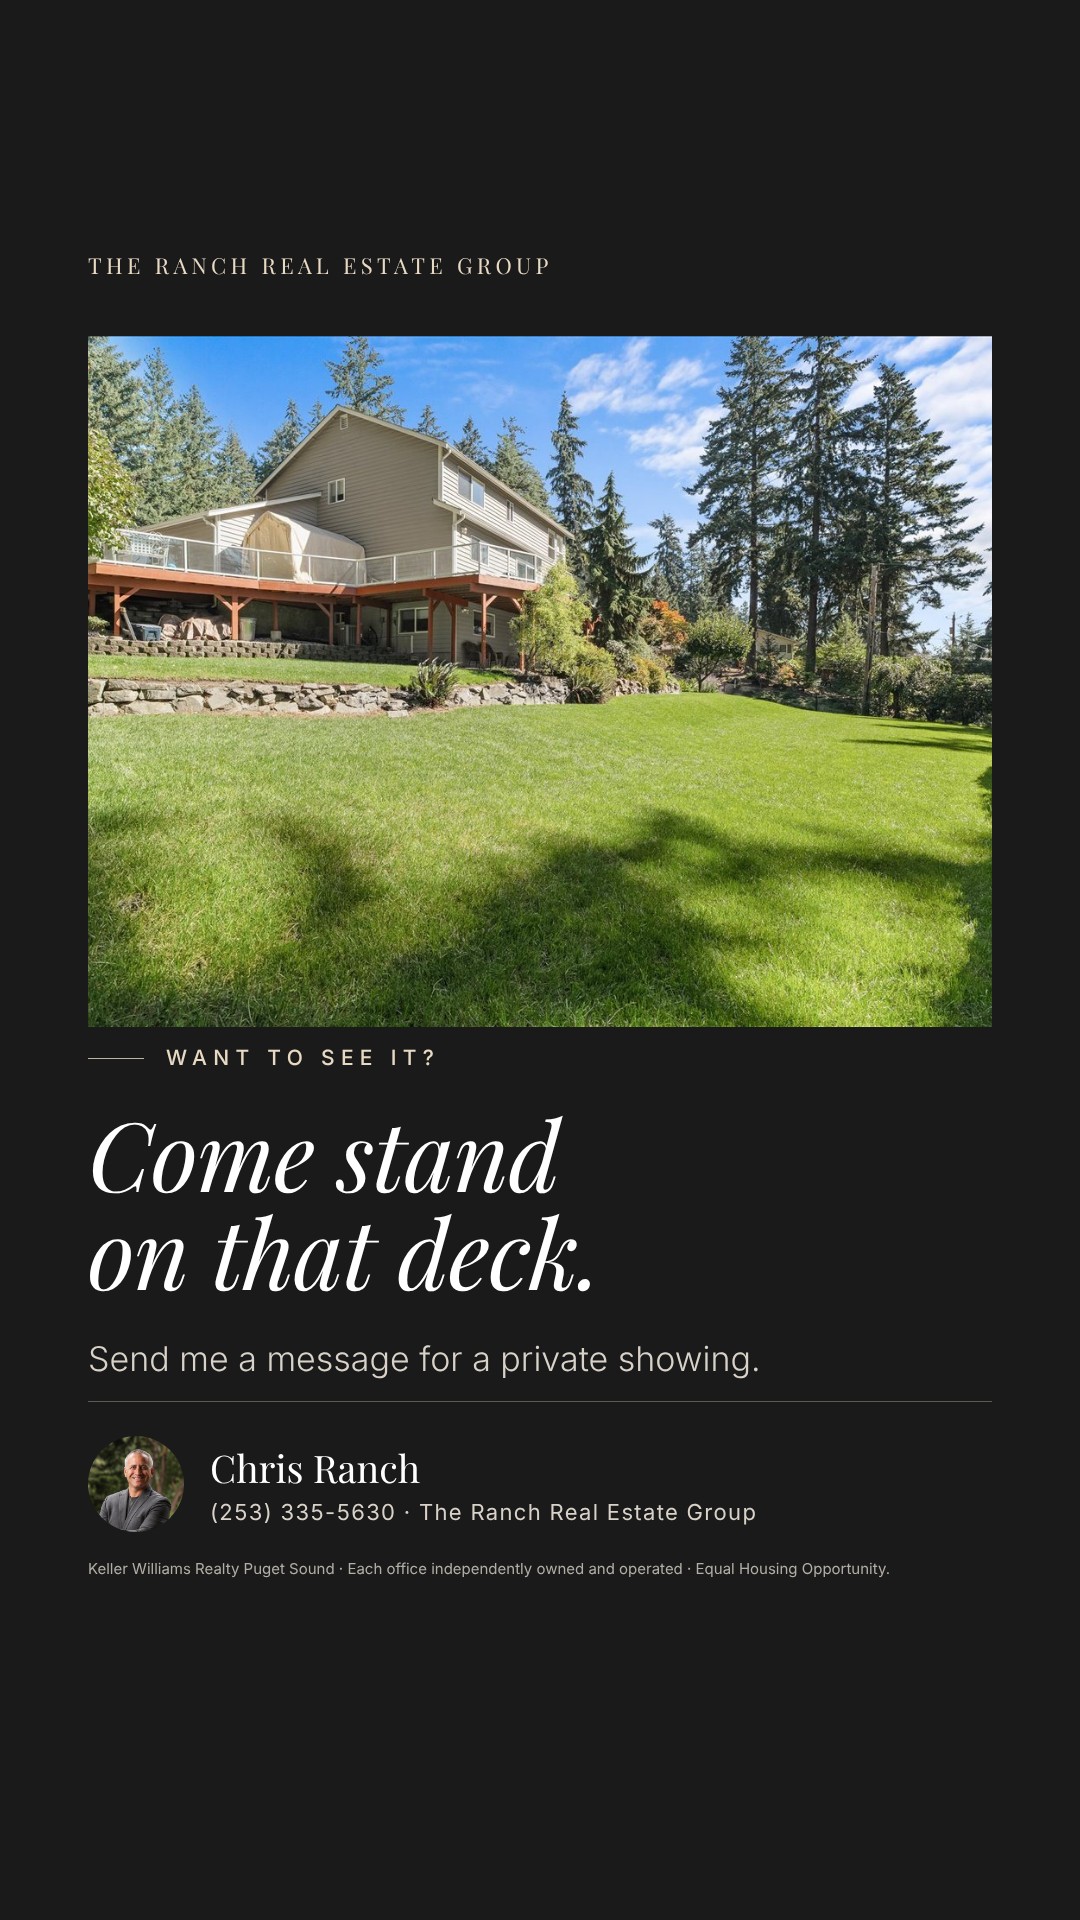 THE RANCH REAL ESTATE GROUP
WANT TO SEE IT?
Come stand
on that deck.
Send me a message for a private showing.
Chris Ranch
(253) 335-5630 · The Ranch Real Estate Group
Keller Williams Realty Puget Sound · Each office independently owned and operated · Equal Housing Opportunity.